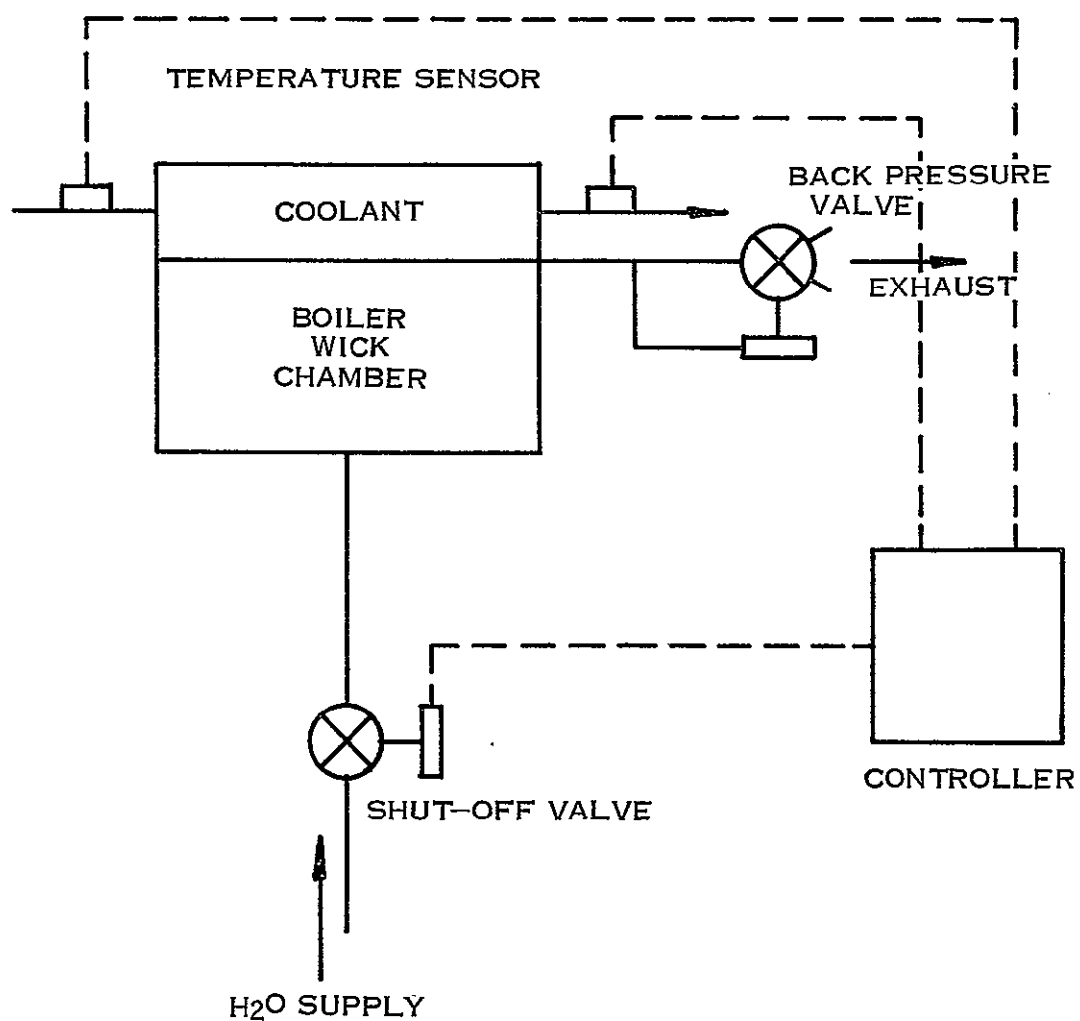 TEMPERATURE SENSOR
BACK PRESSURE
VALVE
COOLANT
EXHAUST
BOILER
WICK
CHAMBER
CONTROLLER
SHUT-OFF VALVE
H2O SUPPLY